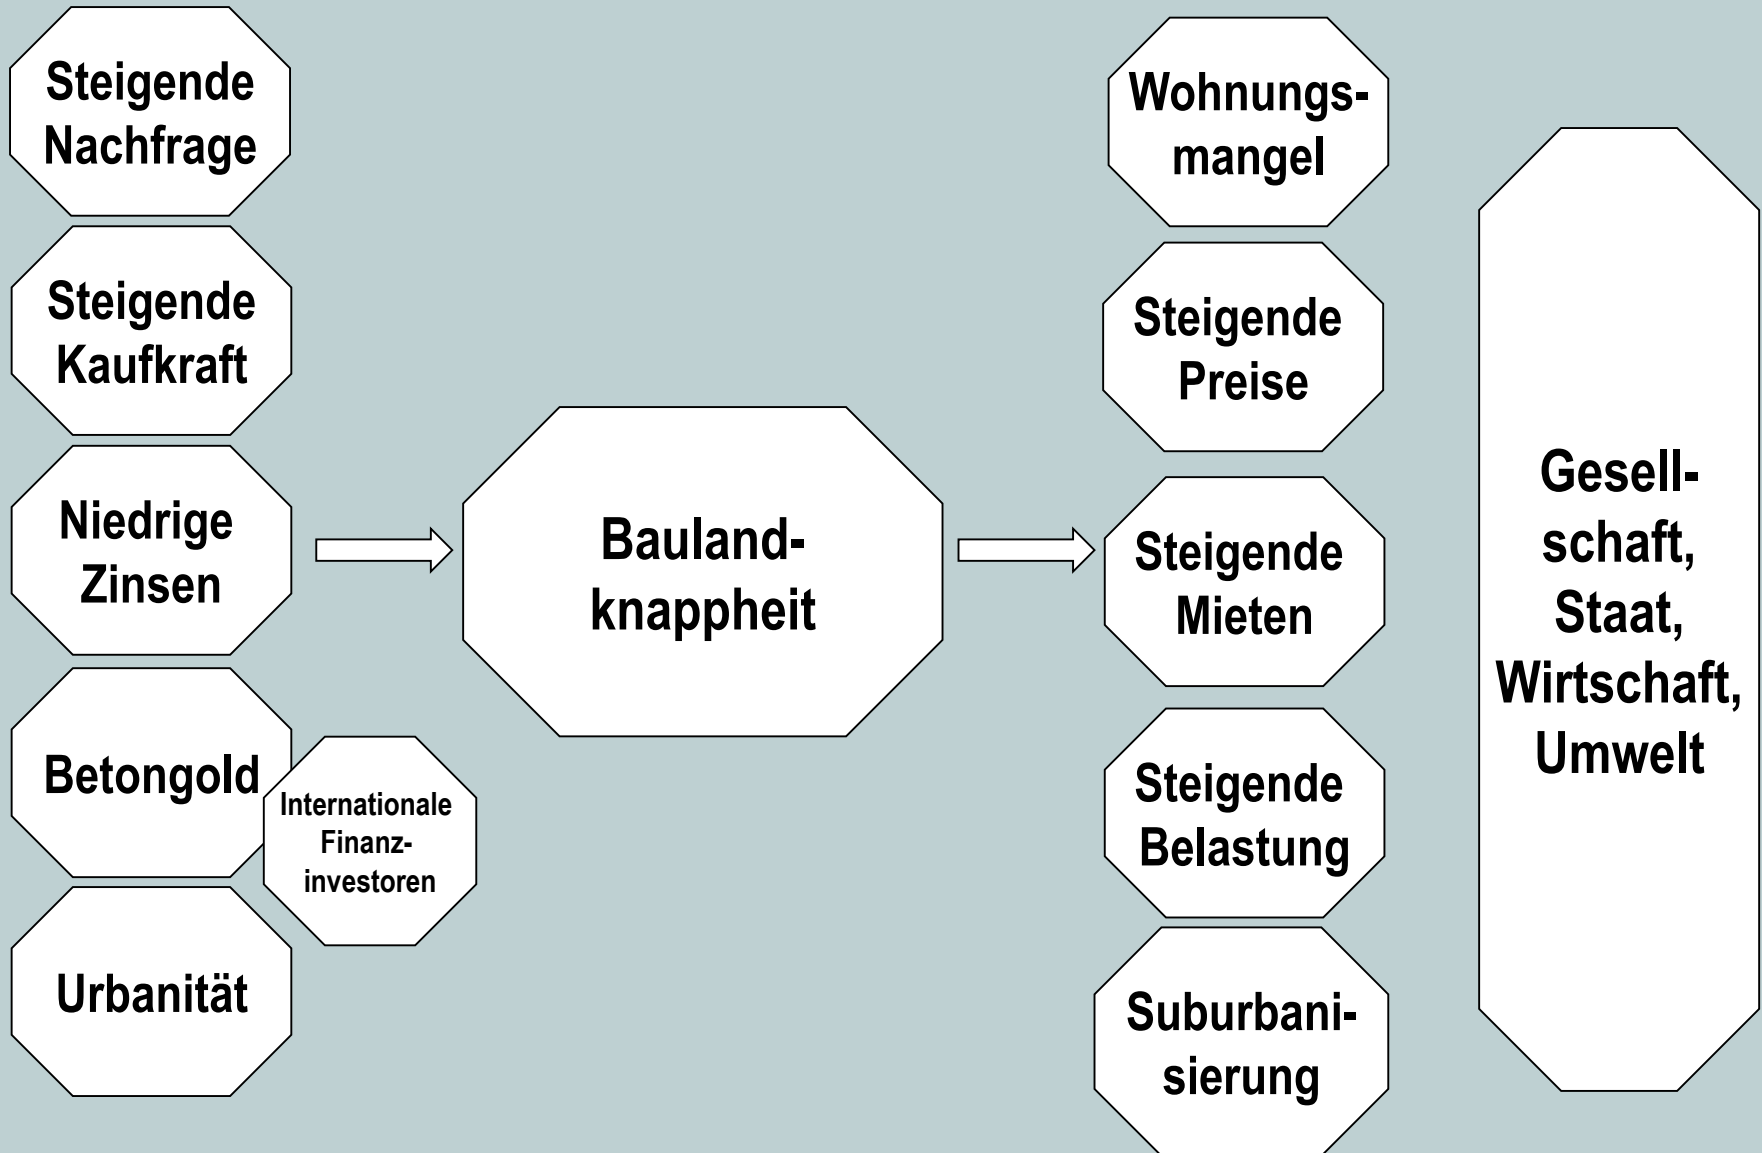 Steigende
Nachfrage
Steigende
Kaufkraft
Niedrige
Zinsen
Betongold
Internationale
Finanz-
investoren
Urbanität
Bauland-
knappheit
Wohnungs-
mangel
Steigende
Preise
Steigende
Mieten
Steigende
Belastung
Suburbani-
sierung
Gesell-
schaft,
Staat,
Wirtschaft,
Umwelt